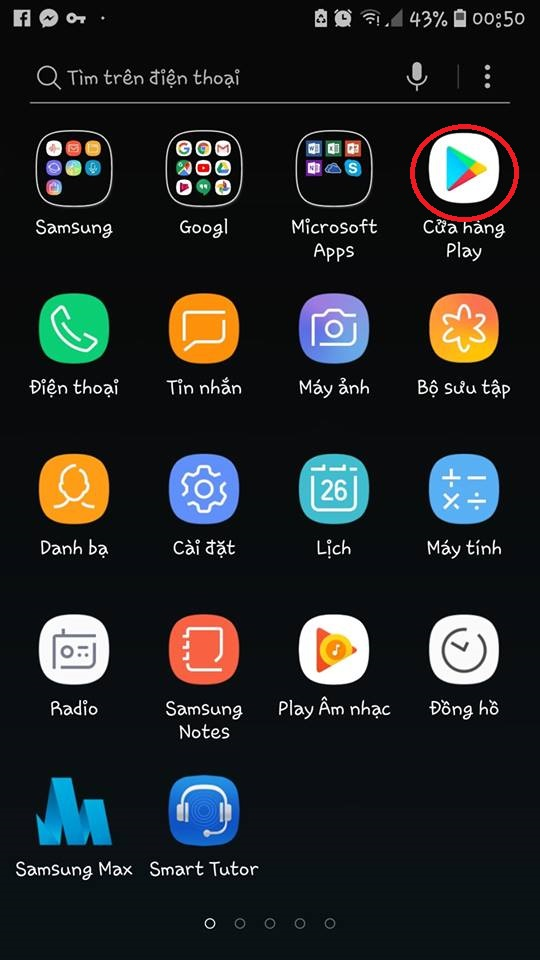 43% 00:50
Tìm trên điện thoại
Samsung
Googl
Microsoft
Apps
Cửa hàng
Play
Điện thoại
Tin nhắn
Máy ảnh
Bộ sưu tập
26
Danh bạ
Cài đặt
Lịch
Máy tính
Radio
Samsung
Notes
Play Âm nhạc
Đồng hồ
Samsung Max
Smart Tutor